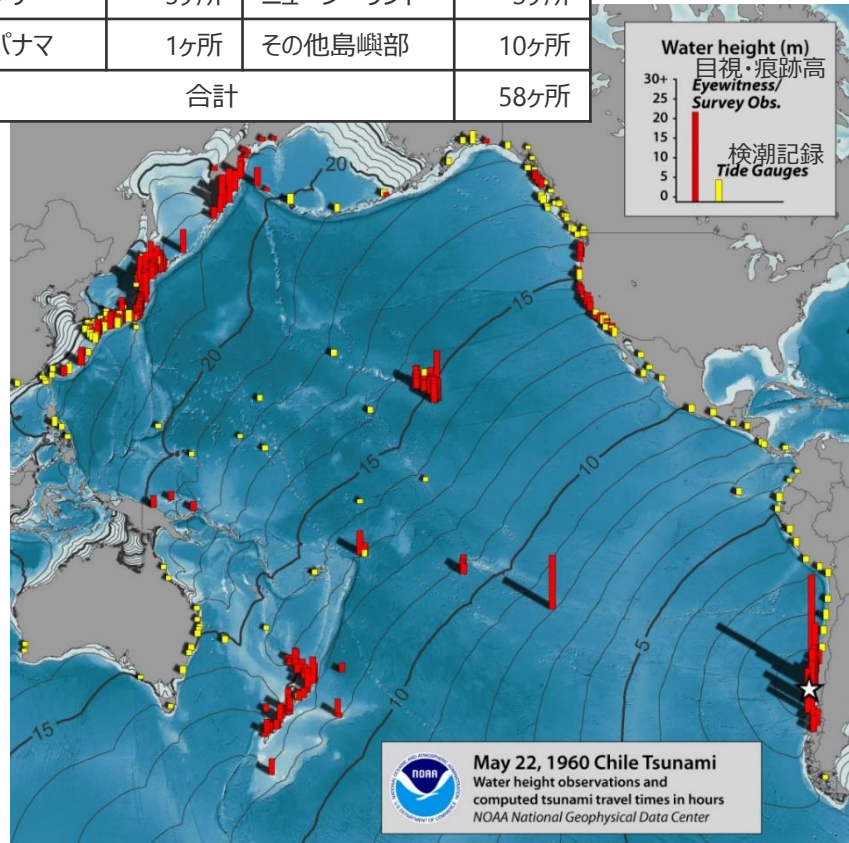 パナマ 1ヶ所 その他島嶼部 10ヶ所
合計 58ヶ所
Water height (m)
目視・痕跡高
30+
Eyewitness/
25
Survey Obs.
20
15
10
検潮記録
Tide Gauges
5
0
20
15
20
15
10
5
10
15
NOAA
May 22, 1960 Chile Tsunami
Water height observations and
computed tsunami travel times in hours
NOAA National Geophysical Data Center